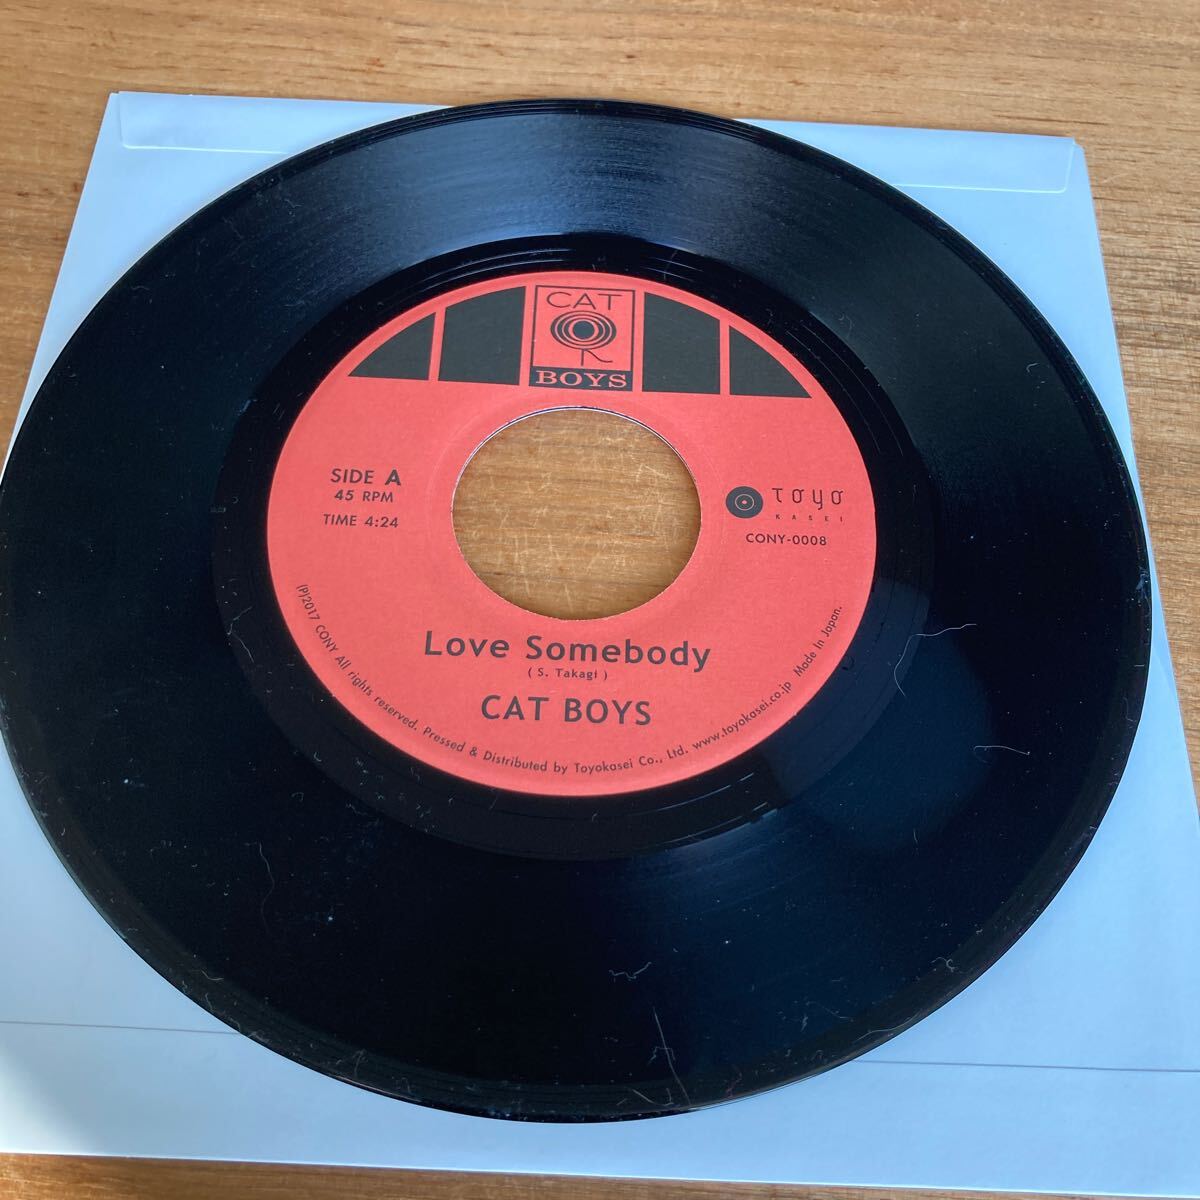 CAT
BOYS
SIDE A
45 RPM
TIME 4:24
TOYO
KASEI
CONY-0008
Love Somebody
( S. Takagi )
CAT BOYS
(P)2017 CONY All rights reserved. Pressed & Distributed by Toyokasei Co., Ltd. www.toyokasei.co.jp Made In Japan.